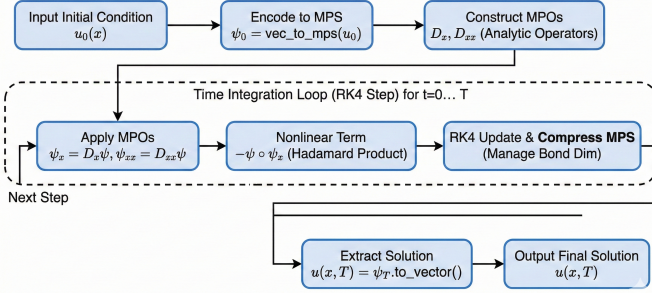 Input Initial Condition
u₀(x)
Encode to MPS
ψ₀ = vec_to_mps(u₀)
Construct MPOs
Dₓ, Dₓₓ (Analytic Operators)
Time Integration Loop (RK4 Step) for t=0... T
Apply MPOs
ψₓ = Dₓψ, ψₓₓ = Dₓₓψ
Nonlinear Term
−ψ ∘ ψₓ (Hadamard Product)
RK4 Update & Compress MPS
(Manage Bond Dim)
Next Step
Extract Solution
u(x, T) = ψ_T.to_vector()
Output Final Solution
u(x, T)